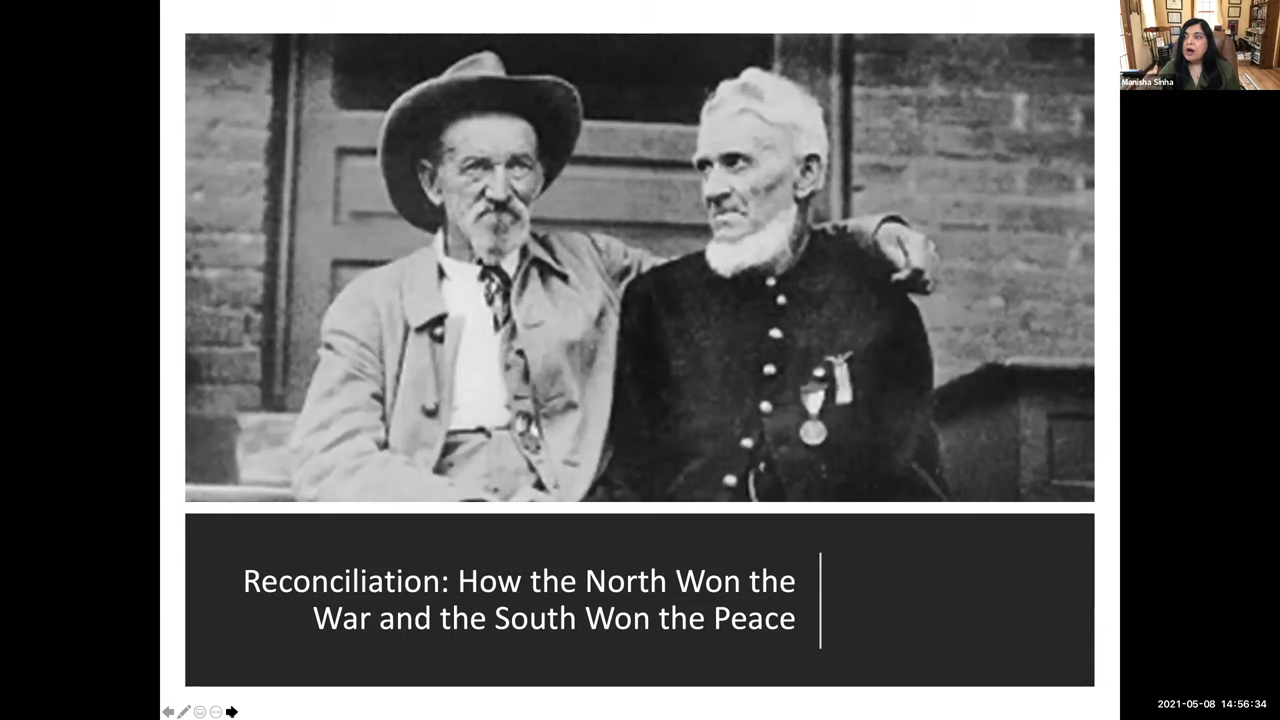 Manisha Sinha
Reconciliation: How the North Won the
War and the South Won the Peace
2021-05-08 14:56:34